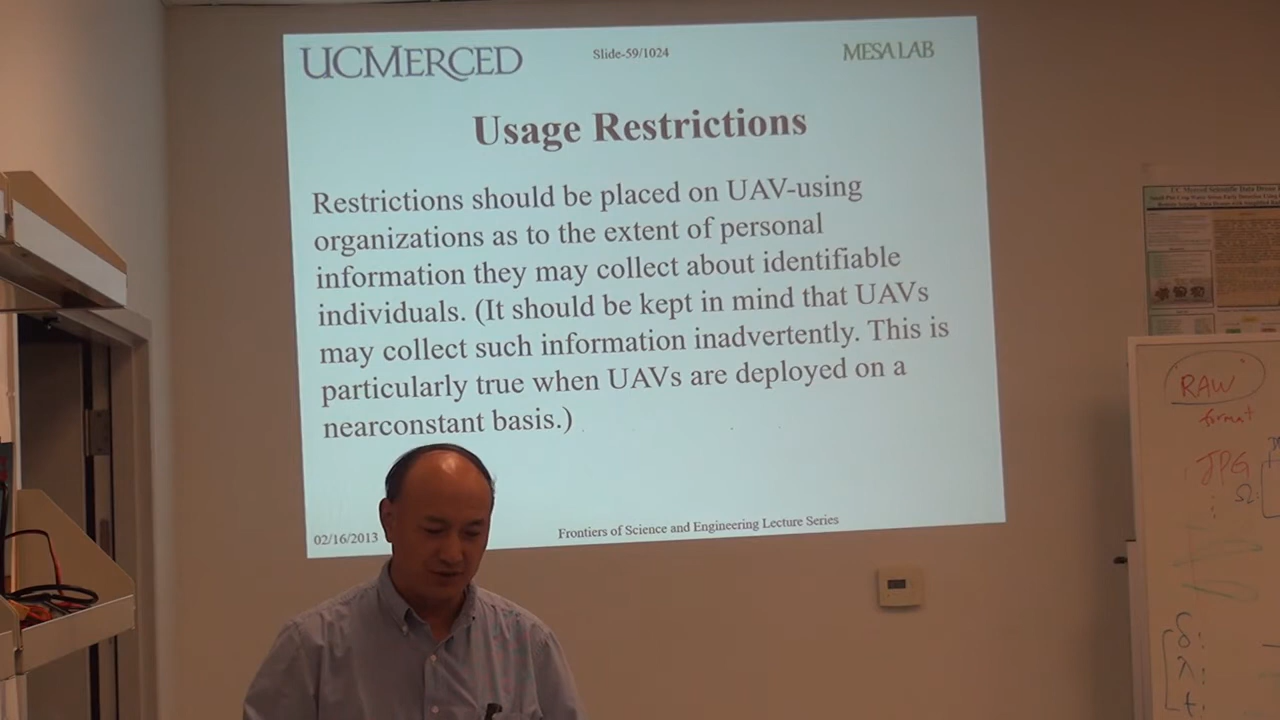 UCMERCED
Slide-59/1024
MESA LAB
Usage Restrictions
Restrictions should be placed on UAV-using
organizations as to the extent of personal
information they may collect about identifiable
individuals. (It should be kept in mind that UAVs
may collect such information inadvertently. This is
particularly true when UAVs are deployed on a
nearconstant basis.)
02/16/2013
Frontiers of Science and Engineering Lecture Series
RAW
format
JPG
Ω:
δ:
λ:
t: